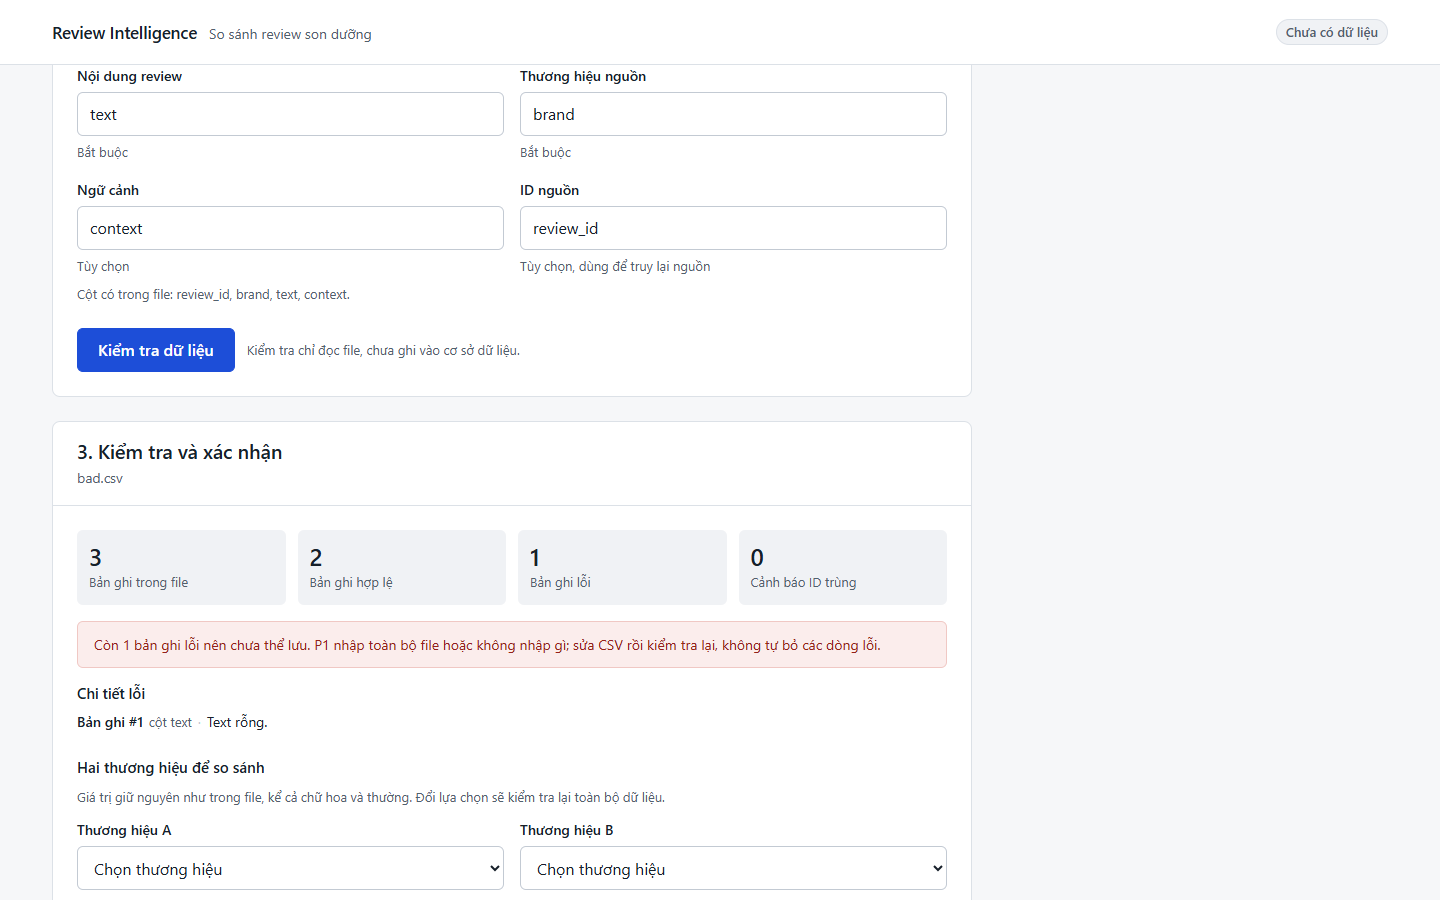 Review Intelligence So sánh review son dưỡng
Chưa có dữ liệu
Nội dung review
Thương hiệu nguồn
text
brand
Bắt buộc
Bắt buộc
Ngữ cảnh
ID nguồn
context
review_id
Tùy chọn
Tùy chọn, dùng để truy lại nguồn
Cột có trong file: review_id, brand, text, context.
Kiểm tra dữ liệu
Kiểm tra chỉ đọc file, chưa ghi vào cơ sở dữ liệu.
3. Kiểm tra và xác nhận
bad.csv
3
Bản ghi trong file
2
Bản ghi hợp lệ
1
Bản ghi lỗi
0
Cảnh báo ID trùng
Còn 1 bản ghi lỗi nên chưa thể lưu. P1 nhập toàn bộ file hoặc không nhập gì; sửa CSV rồi kiểm tra lại, không tự bỏ các dòng lỗi.
Chi tiết lỗi
Bản ghi #1 cột text · Text rỗng.
Hai thương hiệu để so sánh
Giá trị giữ nguyên như trong file, kể cả chữ hoa và thường. Đổi lựa chọn sẽ kiểm tra lại toàn bộ dữ liệu.
Thương hiệu A
Thương hiệu B
Chọn thương hiệu
Chọn thương hiệu